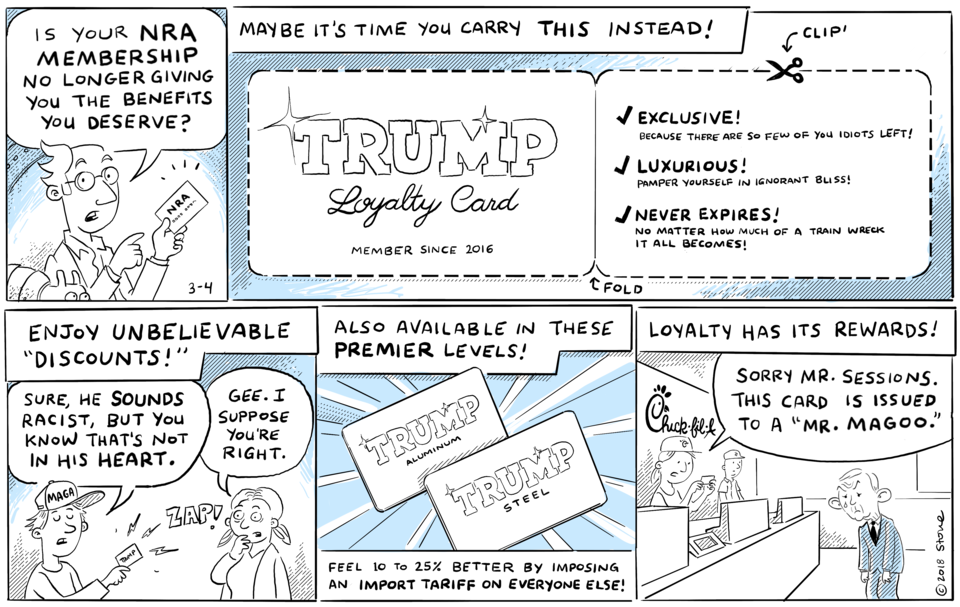 IS YOUR NRA
MEMBERSHIP
NO LONGER GIVING
YOU THE BENEFITS
YOU DESERVE?
NRA
3-4
MAYBE IT'S TIME YOU CARRY THIS INSTEAD!
CLIP!
TRUMP
Loyalty Card
MEMBER SINCE 2016
✓ EXCLUSIVE!
BECAUSE THERE ARE SO FEW OF YOU IDIOTS LEFT!
✓ LUXURIOUS!
PAMPER YOURSELF IN IGNORANT BLISS!
✓ NEVER EXPIRES!
NO MATTER HOW MUCH OF A TRAIN WRECK
IT ALL BECOMES!
FOLD
ENJOY UNBELIEVABLE
"DISCOUNTS!"
SURE, HE SOUNDS
RACIST, BUT YOU
KNOW THAT'S NOT
IN HIS HEART.
GEE. I
SUPPOSE
YOU'RE
RIGHT.
MAGA
ZAP!
TRUMP
ALSO AVAILABLE IN THESE
PREMIER LEVELS!
TRUMP
ALUMINUM
TRUMP
STEEL
FEEL 10 TO 25% BETTER BY IMPOSING
AN IMPORT TARIFF ON EVERYONE ELSE!
LOYALTY HAS ITS REWARDS!
SORRY MR. SESSIONS.
THIS CARD IS ISSUED
TO A "MR. MAGOO."
Chick-fil-A
© 2018 Stowe